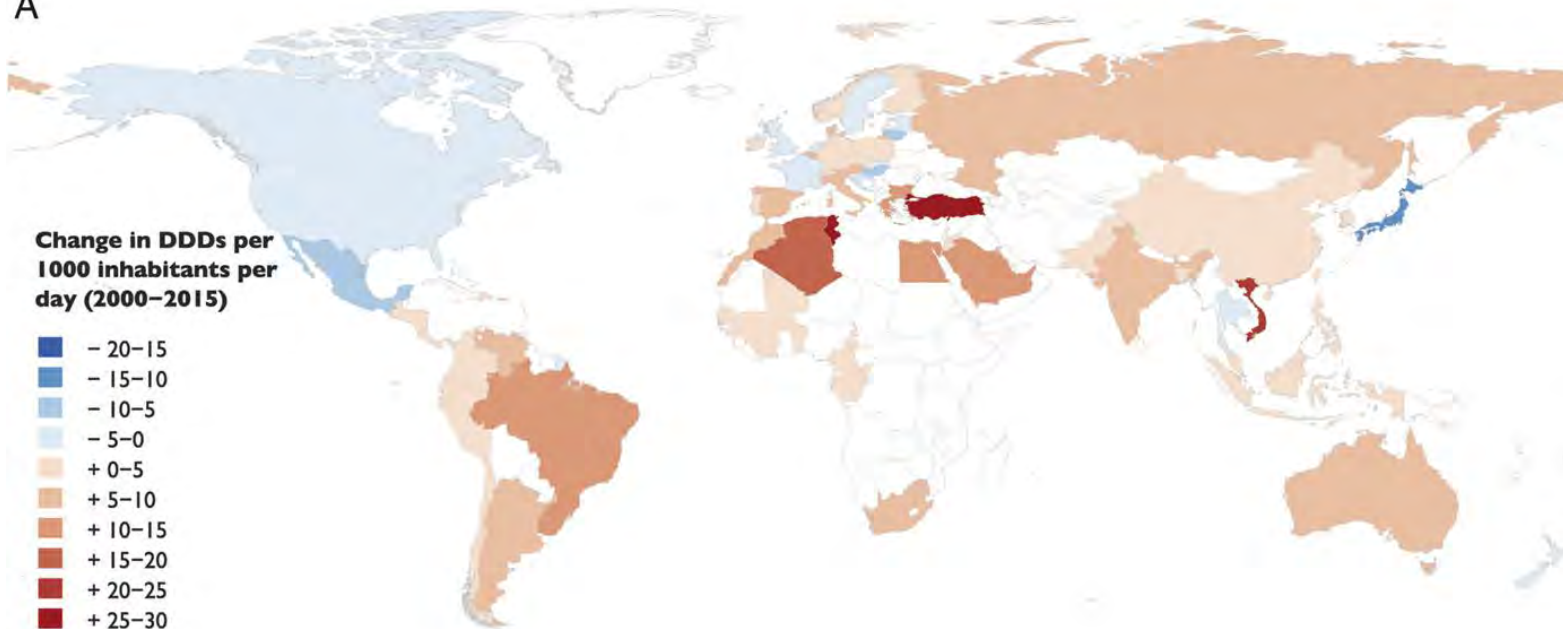 A
Change in DDDs per
1000 inhabitants per
day (2000–2015)
– 20–15
– 15–10
– 10–5
– 5–0
+ 0–5
+ 5–10
+ 10–15
+ 15–20
+ 20–25
+ 25–30